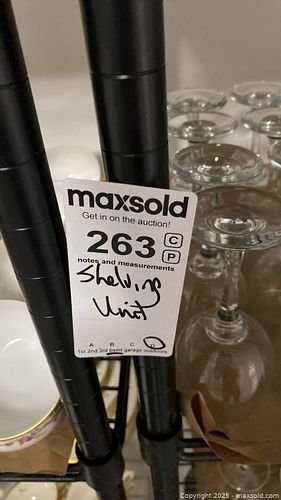 maxsold
Get in on the auction!
263 C
P
notes and measurements
Shelving
Unit
A B C D
1st 2nd 3rd bsmt garage outdoors
Copyright 2025 - maxsold.com